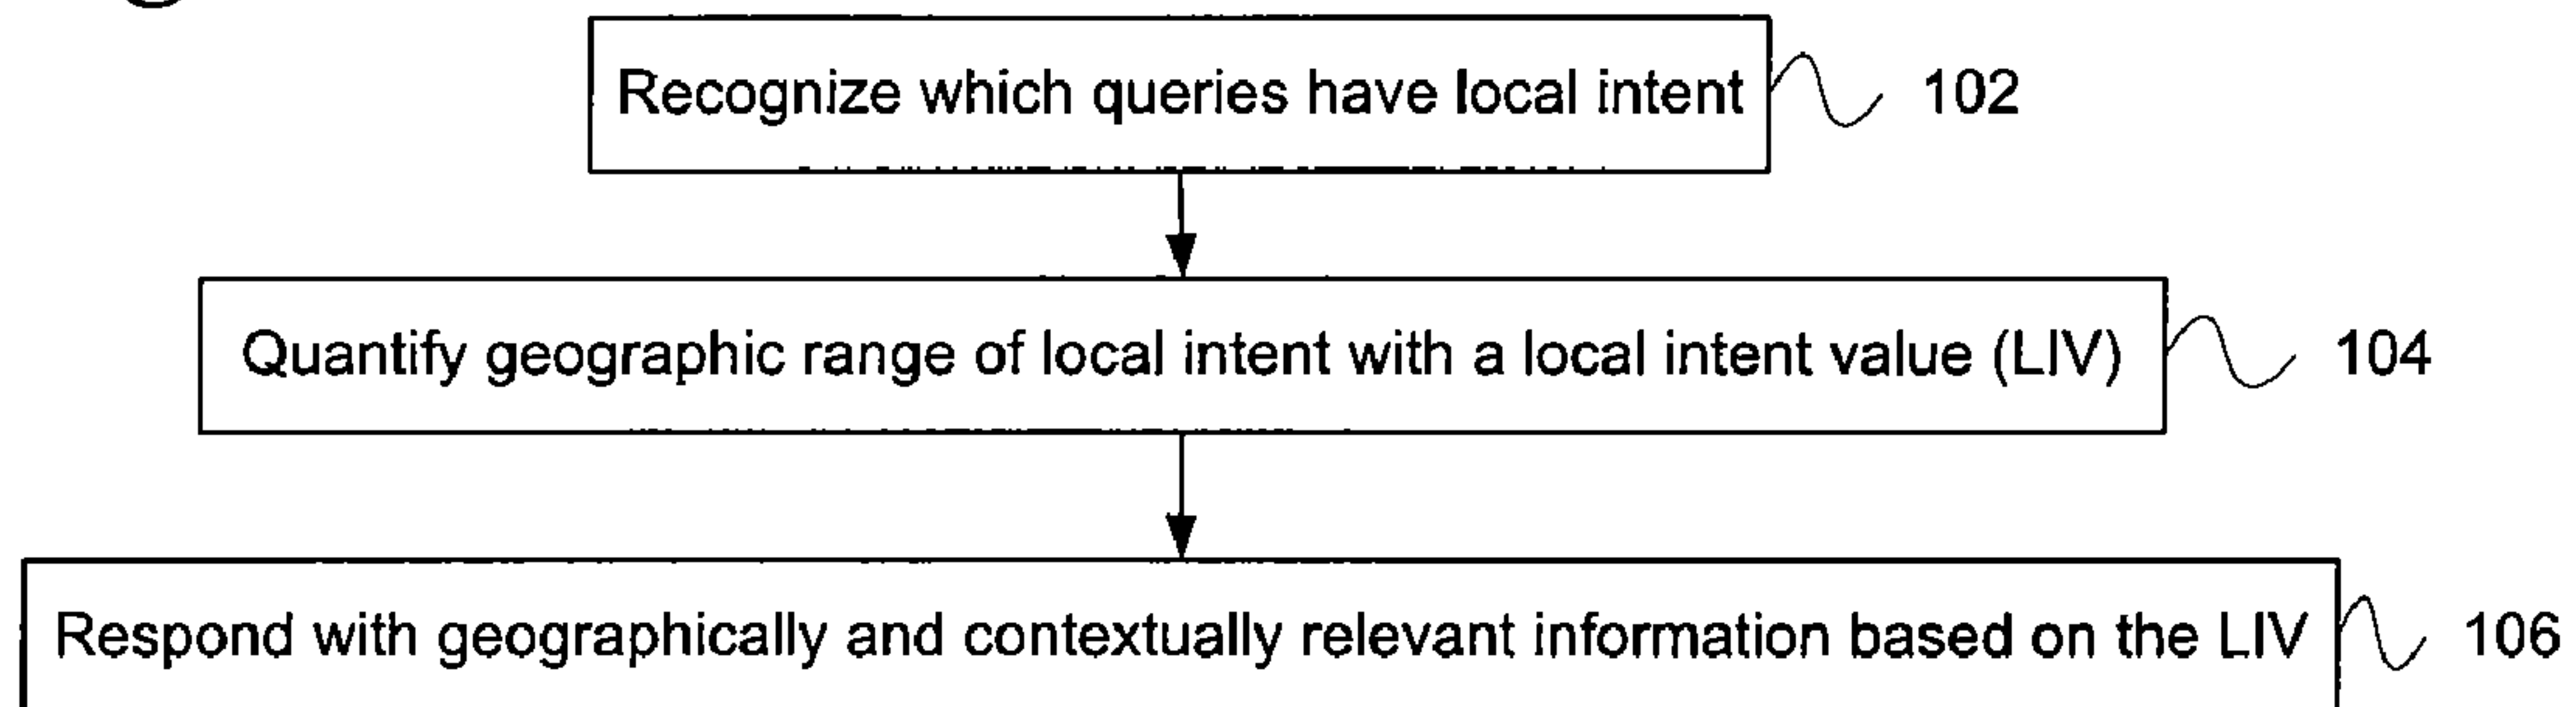 Recognize which queries have local intent 102
Quantify geographic range of local intent with a local intent value (LIV) 104
Respond with geographically and contextually relevant information based on the LIV 106